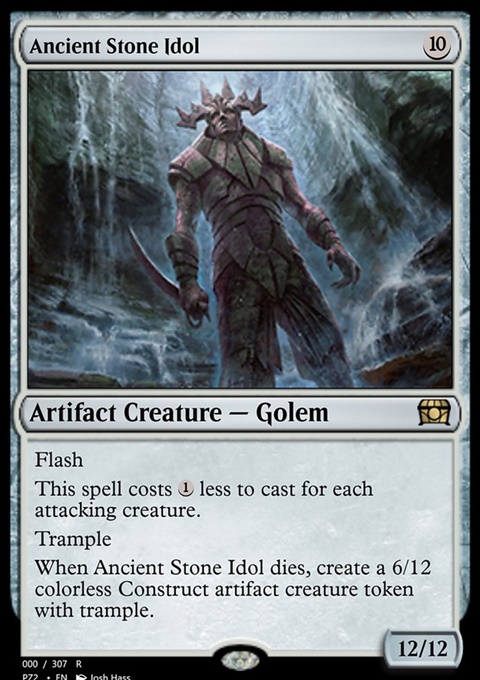 Ancient Stone Idol 10
Artifact Creature — Golem
Flash
This spell costs 1 less to cast for each
attacking creature.
Trample
When Ancient Stone Idol dies, create a 6/12
colorless Construct artifact creature token
with trample.
12/12
000 / 307 R
PZ2 • EN Josh Hass